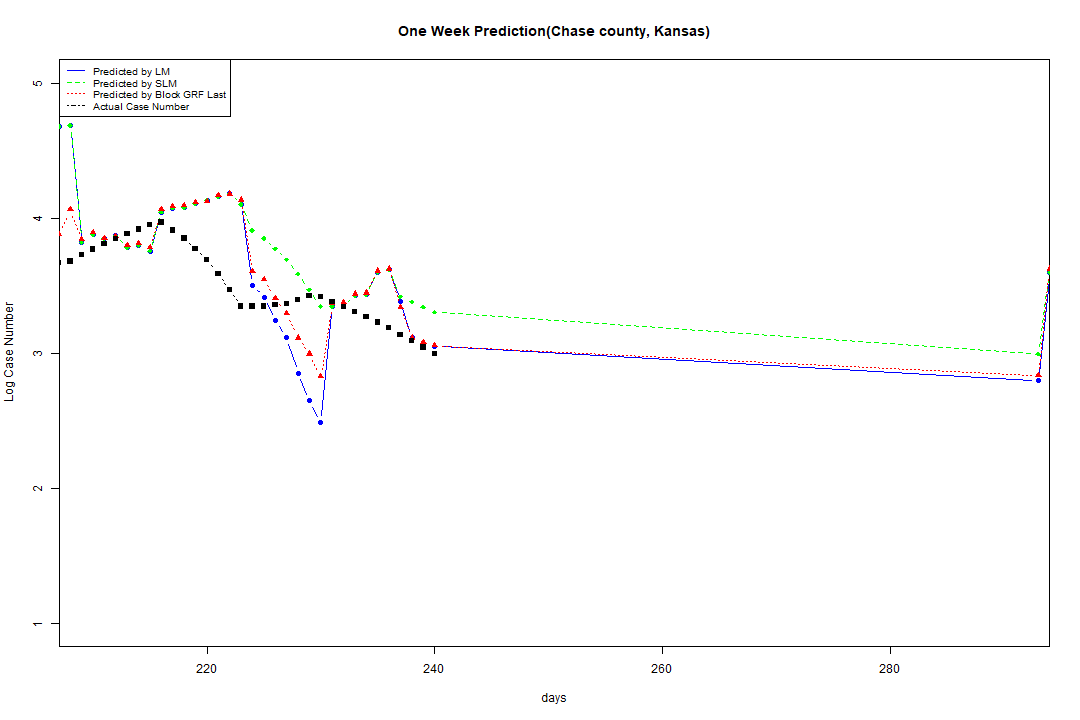 One Week Prediction(Chase county, Kansas)
Predicted by LM
Predicted by SLM
Predicted by Block GRF Last
Actual Case Number
5
4
3
2
1
Log Case Number
220
240
260
280
days